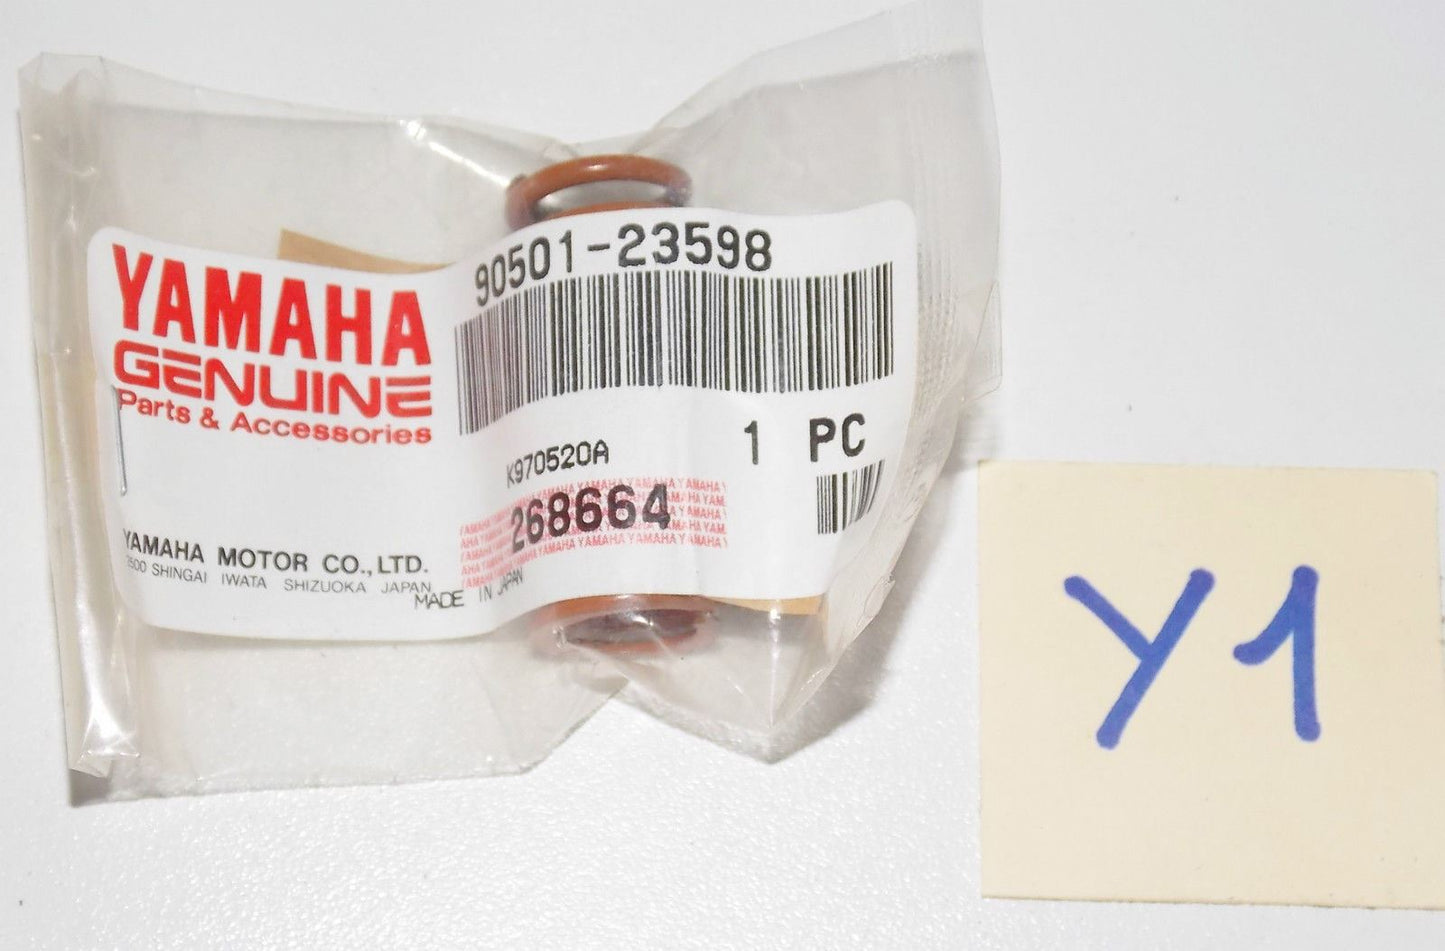 90501-23598
YAMAHA
GENUINE
Parts & Accessories
1 PC
K970520A
268664
YAMAHA MOTOR CO., LTD.
2500 SHINGAI IWATA SHIZUOKA JAPAN
MADE IN JAPAN
Y1